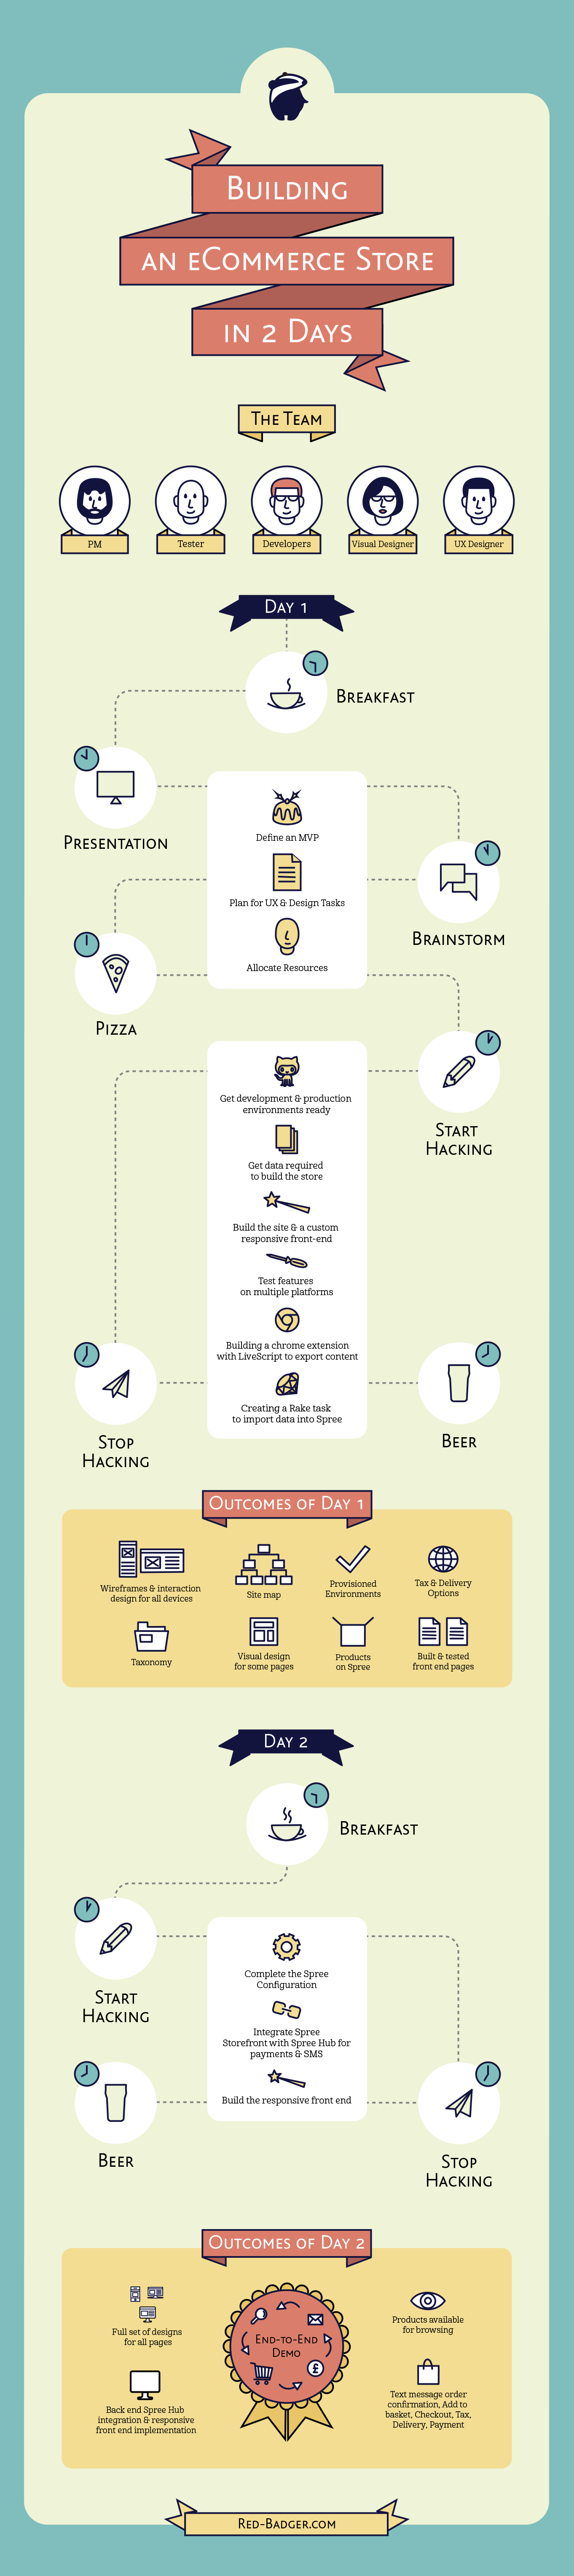 Building
an eCommerce Store
in 2 Days
The Team
PM
Tester
Developers
Visual Designer
UX Designer
Day 1
Breakfast
Presentation
Define an MVP
Plan for UX & Design Tasks
Allocate Resources
Brainstorm
Pizza
Start
Hacking
Get development & production
environments ready
Get data required
to build the store
Build the site & a custom
responsive front-end
Test features
on multiple platforms
Building a chrome extension
with LiveScript to export content
Creating a Rake task
to import data into Spree
Stop
Hacking
Beer
Outcomes of Day 1
Wireframes & interaction
design for all devices
Site map
Provisioned
Environments
Tax & Delivery
Options
Taxonomy
Visual design
for some pages
Products
on Spree
Built & tested
front end pages
Day 2
Breakfast
Start
Hacking
Complete the Spree
Configuration
Integrate Spree
Storefront with Spree Hub for
payments & SMS
Build the responsive front end
Beer
Stop
Hacking
Outcomes of Day 2
Full set of designs
for all pages
Back end Spree Hub
integration & responsive
front end implementation
End-to-End
Demo
£
Products available
for browsing
Text message order
confirmation, Add to
basket, Checkout, Tax,
Delivery, Payment
Red-Badger.com